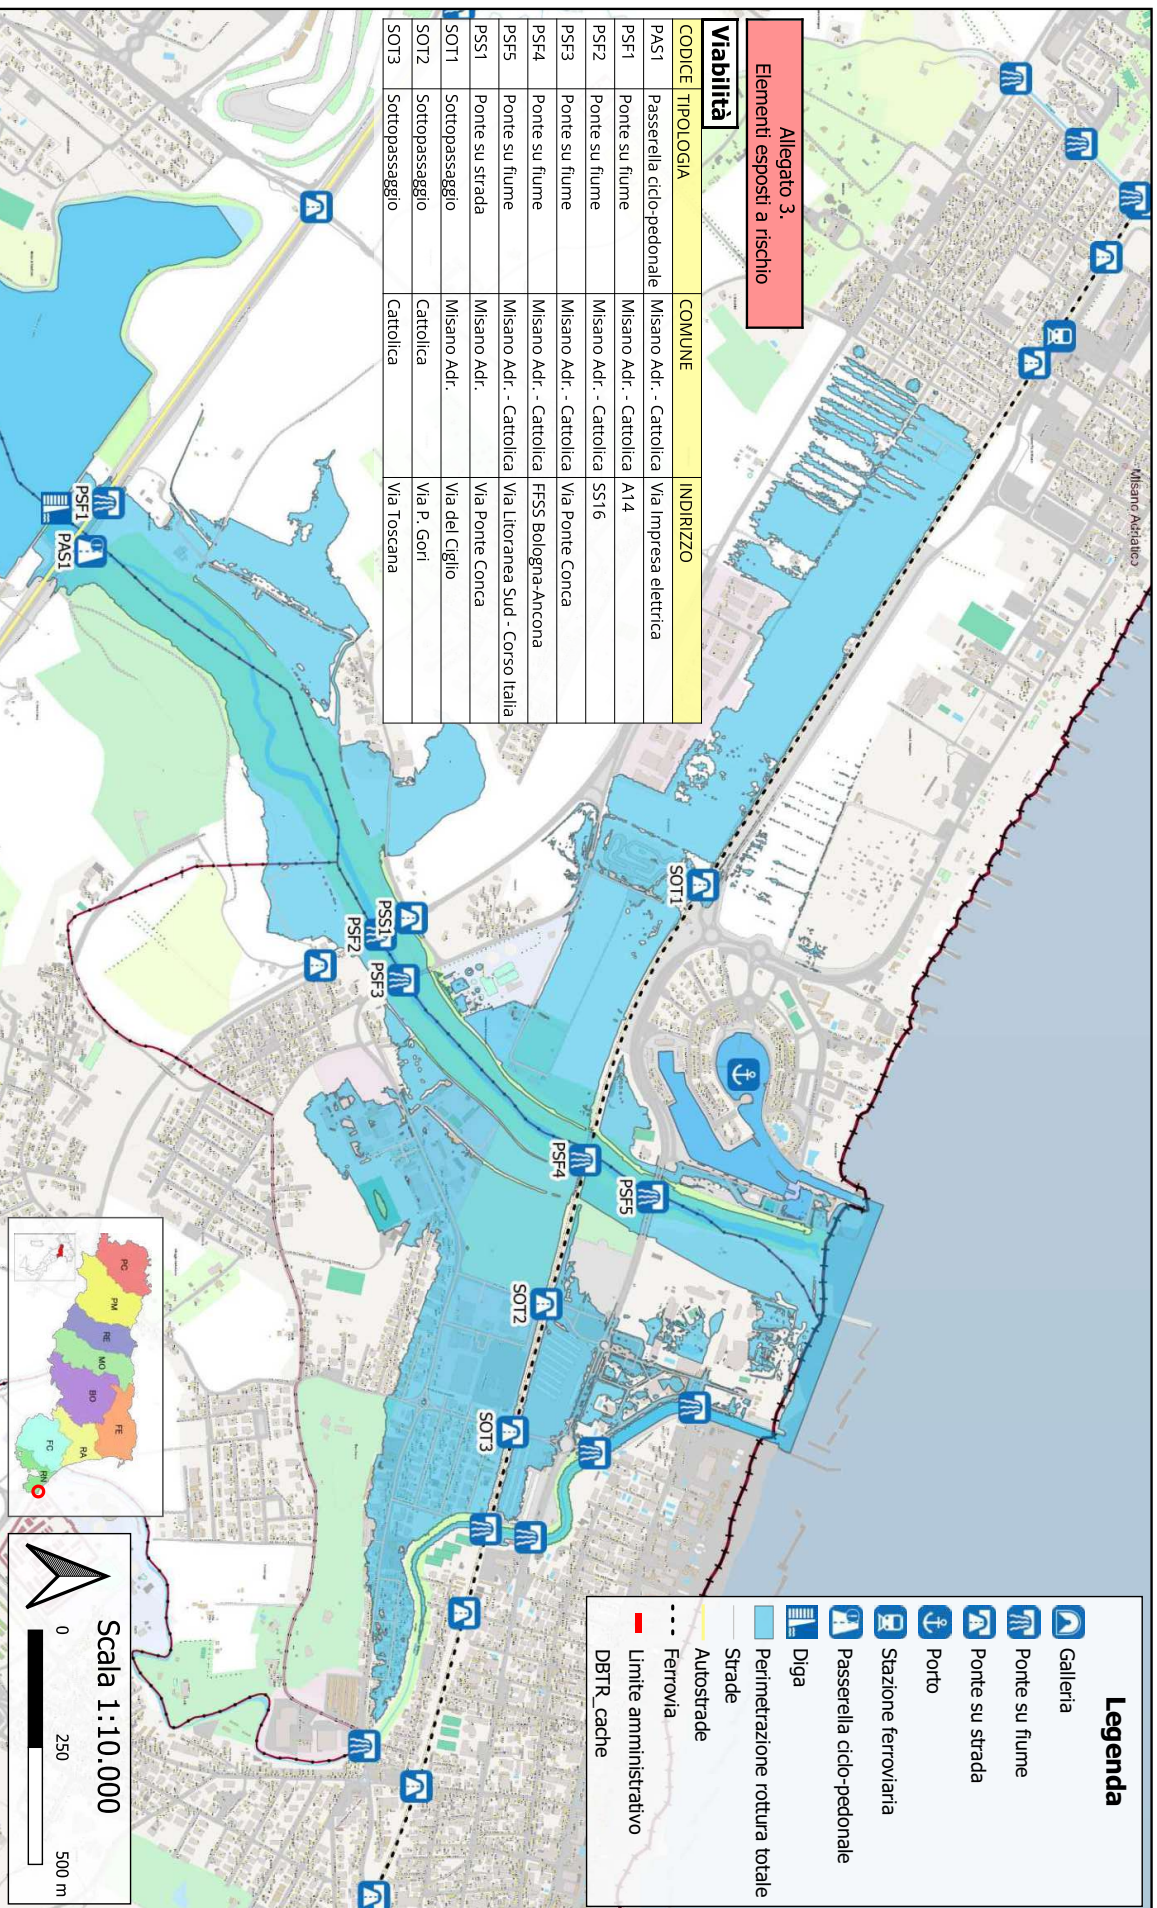 Allegato 3.
Elementi esposti a rischio
Viabilità
CODICE TIPOLOGIA COMUNE INDIRIZZO
PAS1 Passerella ciclo-pedonale Misano Adr. - Cattolica Via Impresa elettrica
PSF1 Ponte su fiume Misano Adr. - Cattolica A14
PSF2 Ponte su fiume Misano Adr. - Cattolica SS16
PSF3 Ponte su fiume Misano Adr. - Cattolica Via Ponte Conca
PSF4 Ponte su fiume Misano Adr. - Cattolica FFSS Bologna-Ancona
PSF5 Ponte su fiume Misano Adr. - Cattolica Via Litoranea Sud - Corso Italia
PSS1 Ponte su strada Misano Adr. Via Ponte Conca
SOT1 Sottopassaggio Misano Adr. Via del Ciglio
SOT2 Sottopassaggio Cattolica Via P. Gori
SOT3 Sottopassaggio Cattolica Via Toscana
Misano Adriatico
PSF1
PAS1
SOT1
PSS1
PSF2
PSF3
PSF4
PSF5
SOT2
SOT3
Legenda
Galleria
Ponte su fiume
Ponte su strada
Porto
Stazione ferroviaria
Passerella ciclo-pedonale
Diga
Perimetrazione rottura totale
Strade
Autostrade
Ferrovia
Limite amministrativo
DBTR_cache
PC
PM
RE
MO
BO
FE
RA
FC
RN
Scala 1:10.000
0 250 500 m